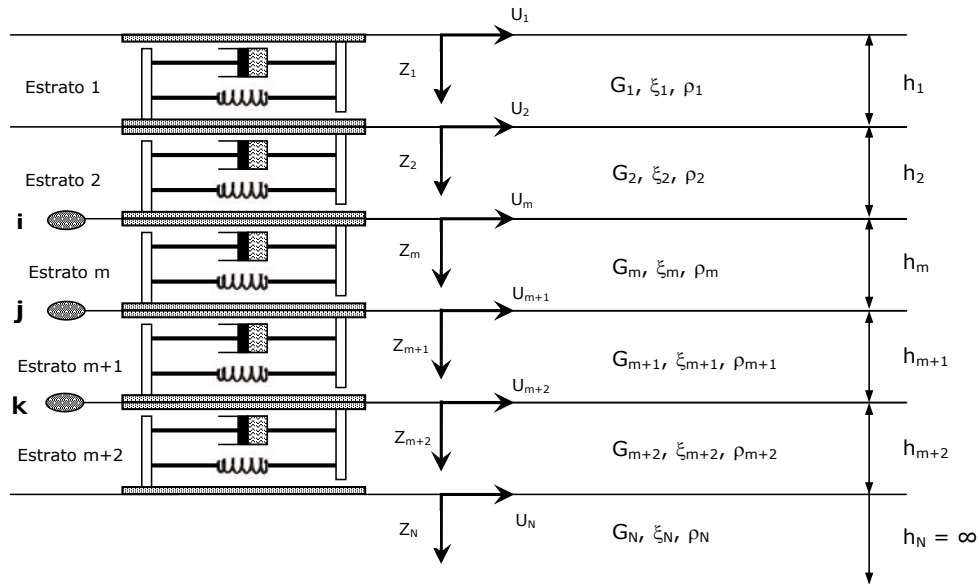 U₁
Estrato 1 Z₁ G₁, ξ₁, ρ₁ h₁
U₂
Estrato 2 Z₂ G₂, ξ₂, ρ₂ h₂
i Uₘ
Estrato m Zₘ Gₘ, ξₘ, ρₘ hₘ
j Uₘ₊₁
Estrato m+1 Zₘ₊₁ Gₘ₊₁, ξₘ₊₁, ρₘ₊₁ hₘ₊₁
k Uₘ₊₂
Estrato m+2 Zₘ₊₂ Gₘ₊₂, ξₘ₊₂, ρₘ₊₂ hₘ₊₂
U_N
Z_N G_N, ξ_N, ρ_N h_N = ∞